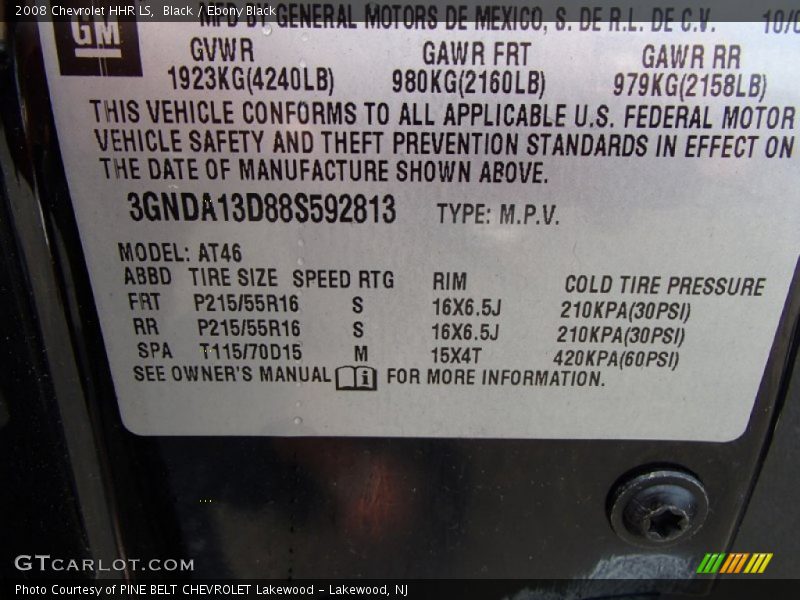 2008 Chevrolet HHR LS, Black / Ebony Black
GM
MFD BY GENERAL MOTORS DE MEXICO, S. DE R.L. DE C.V.
GVWR GAWR FRT GAWR RR
1923KG(4240LB) 980KG(2160LB) 979KG(2158LB)
THIS VEHICLE CONFORMS TO ALL APPLICABLE U.S. FEDERAL MOTOR
VEHICLE SAFETY AND THEFT PREVENTION STANDARDS IN EFFECT ON
THE DATE OF MANUFACTURE SHOWN ABOVE.
3GNDA13D88S592813 TYPE: M.P.V.
MODEL: AT46
ABBD TIRE SIZE SPEED RTG RIM COLD TIRE PRESSURE
FRT P215/55R16 S 16X6.5J 210KPA(30PSI)
RR P215/55R16 S 16X6.5J 210KPA(30PSI)
SPA T115/70D15 M 15X4T 420KPA(60PSI)
SEE OWNER'S MANUAL i FOR MORE INFORMATION.
GTCARLOT.COM
Photo Courtesy of PINE BELT CHEVROLET Lakewood - Lakewood, NJ